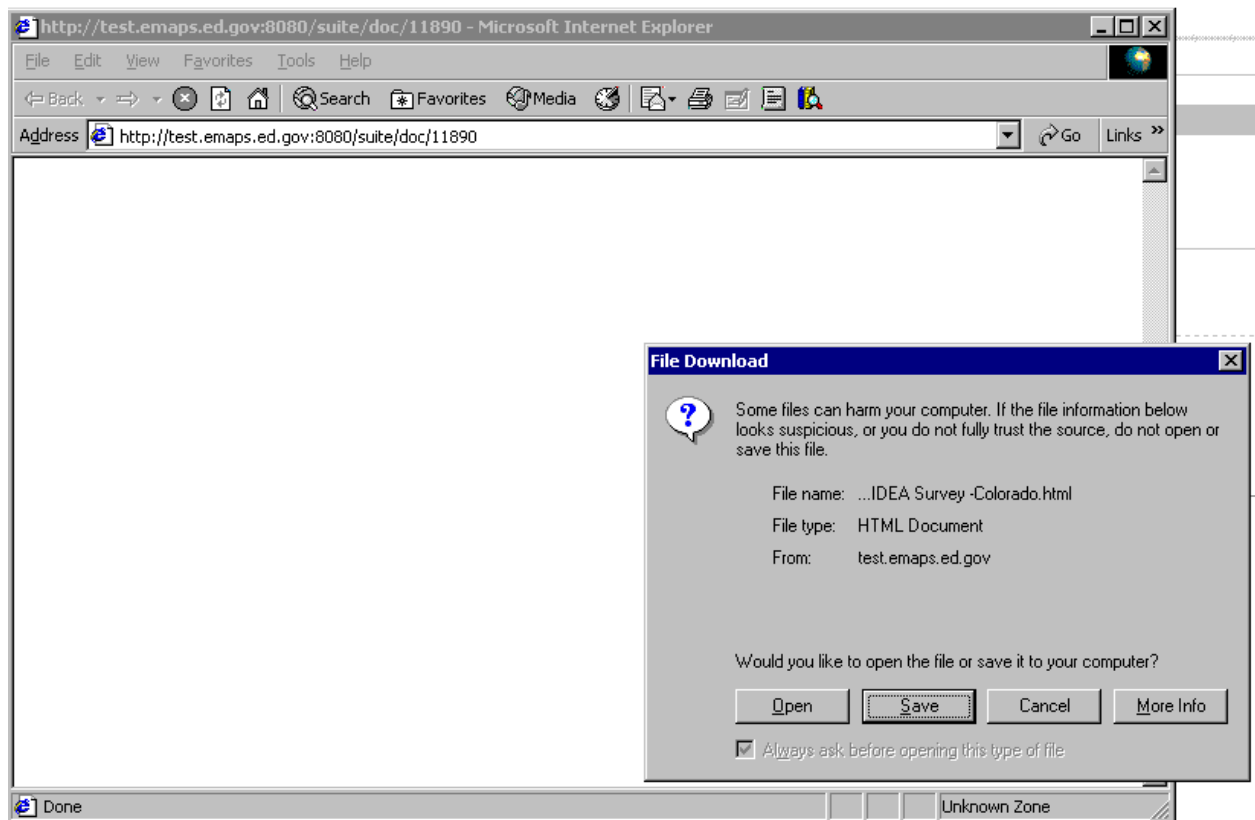 http://test.emaps.ed.gov:8080/suite/doc/11890 - Microsoft Internet Explorer
File Edit View Favorites Tools Help
Back Search Favorites Media
Address http://test.emaps.ed.gov:8080/suite/doc/11890 Go Links »
File Download
Some files can harm your computer. If the file information below
looks suspicious, or you do not fully trust the source, do not open or
save this file.
File name: ...IDEA Survey -Colorado.html
File type: HTML Document
From: test.emaps.ed.gov
Would you like to open the file or save it to your computer?
Open Save Cancel More Info
Always ask before opening this type of file
Done Unknown Zone